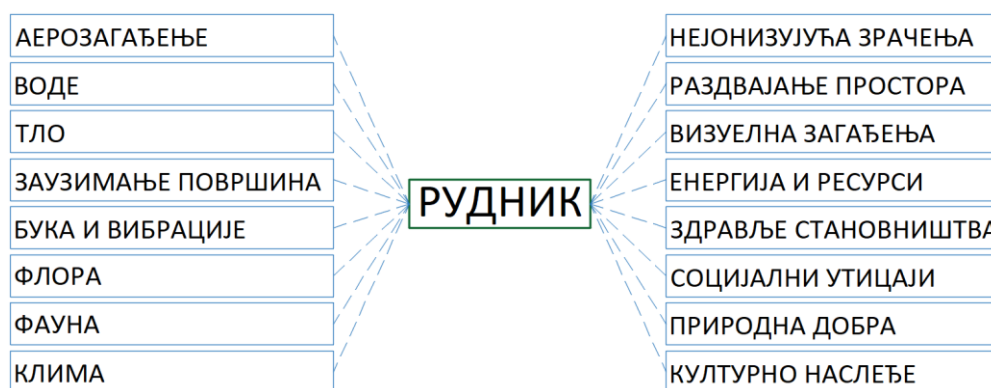 АЕРОЗАГАЂЕЊЕ
ВОДЕ
ТЛО
ЗАУЗИМАЊЕ ПОВРШИНА
БУКА И ВИБРАЦИЈЕ
ФЛОРА
ФАУНА
КЛИМА
РУДНИК
НЕЈОНИЗУЈУЋА ЗРАЧЕЊА
РАЗДВАЈАЊЕ ПРОСТОРА
ВИЗУЕЛНА ЗАГАЂЕЊА
ЕНЕРГИЈА И РЕСУРСИ
ЗДРАВЉЕ СТАНОВНИШТВА
СОЦИЈАЛНИ УТИЦАЈИ
ПРИРОДНА ДОБРА
КУЛТУРНО НАСЛЕЂЕ